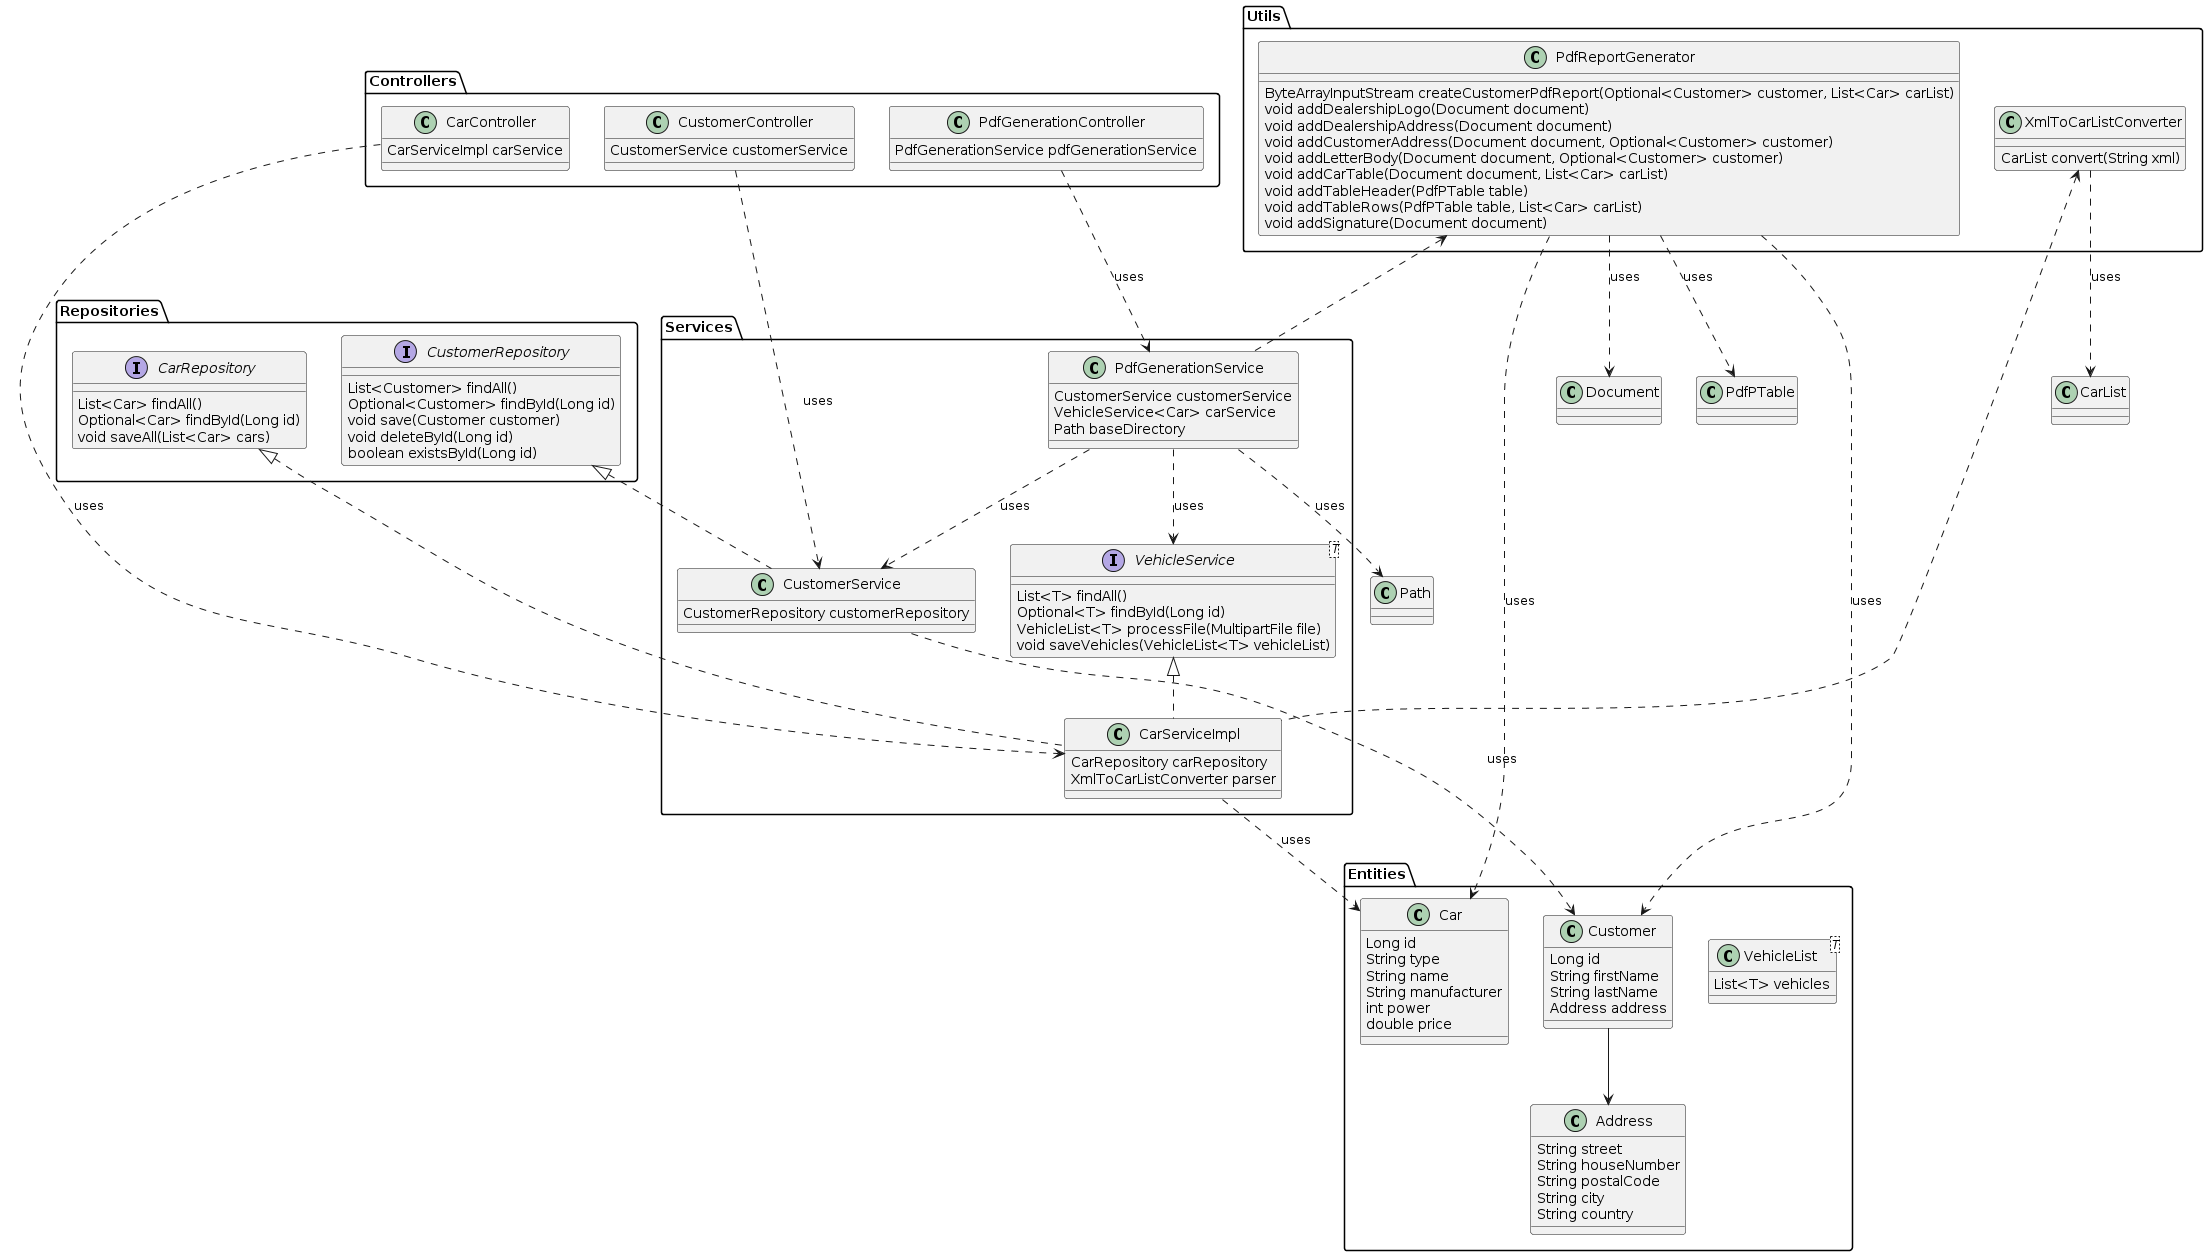 Utils
C PdfReportGenerator
ByteArrayInputStream createCustomerPdfReport(Optional<Customer> customer, List<Car> carList)
void addDealershipLogo(Document document)
void addDealershipAddress(Document document)
void addCustomerAddress(Document document, Optional<Customer> customer)
void addLetterBody(Document document, Optional<Customer> customer)
void addCarTable(Document document, List<Car> carList)
void addTableHeader(PdfPTable table)
void addTableRows(PdfPTable table, List<Car> carList)
void addSignature(Document document)
C XmlToCarListConverter
CarList convert(String xml)
Controllers
C CarController
CarServiceImpl carService
C CustomerController
CustomerService customerService
C PdfGenerationController
PdfGenerationService pdfGenerationService
uses
uses
uses
uses
Repositories
I CarRepository
List<Car> findAll()
Optional<Car> findById(Long id)
void saveAll(List<Car> cars)
I CustomerRepository
List<Customer> findAll()
Optional<Customer> findById(Long id)
void save(Customer customer)
void deleteById(Long id)
boolean existsById(Long id)
Services
C PdfGenerationService
CustomerService customerService
VehicleService<Car> carService
Path baseDirectory
C Document
C PdfPTable
C CarList
uses
uses
uses
uses
uses
C CustomerService
CustomerRepository customerRepository
I VehicleService
T
List<T> findAll()
Optional<T> findById(Long id)
VehicleList<T> processFile(MultipartFile file)
void saveVehicles(VehicleList<T> vehicleList)
C Path
uses
uses
C CarServiceImpl
CarRepository carRepository
XmlToCarListConverter parser
uses
uses
Entities
C Car
Long id
String type
String name
String manufacturer
int power
double price
C Customer
Long id
String firstName
String lastName
Address address
C VehicleList
T
List<T> vehicles
C Address
String street
String houseNumber
String postalCode
String city
String country